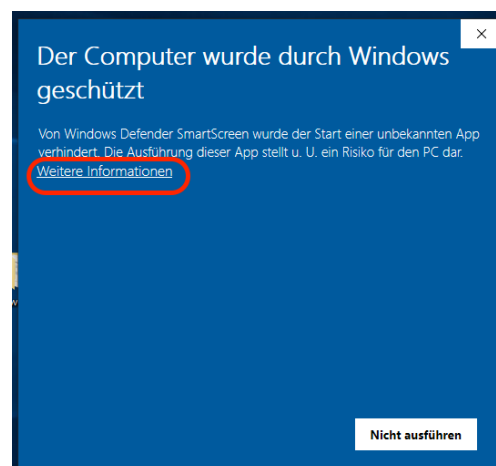 Der Computer wurde durch Windows
geschützt
Von Windows Defender SmartScreen wurde der Start einer unbekannten App
verhindert. Die Ausführung dieser App stellt u. U. ein Risiko für den PC dar.
Weitere Informationen
Nicht ausführen